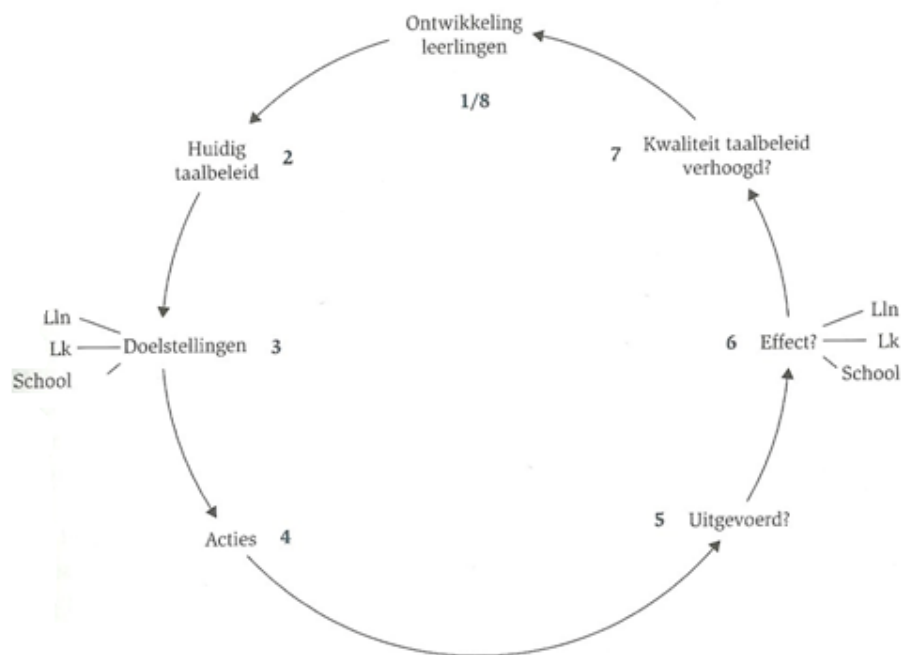 Ontwikkeling
leerlingen
1/8
Huidig
taalbeleid
2
Lln
Lk
School
Doelstellingen
3
Acties
4
5
Uitgevoerd?
6
Effect?
Lln
Lk
School
7
Kwaliteit taalbeleid
verhoogd?